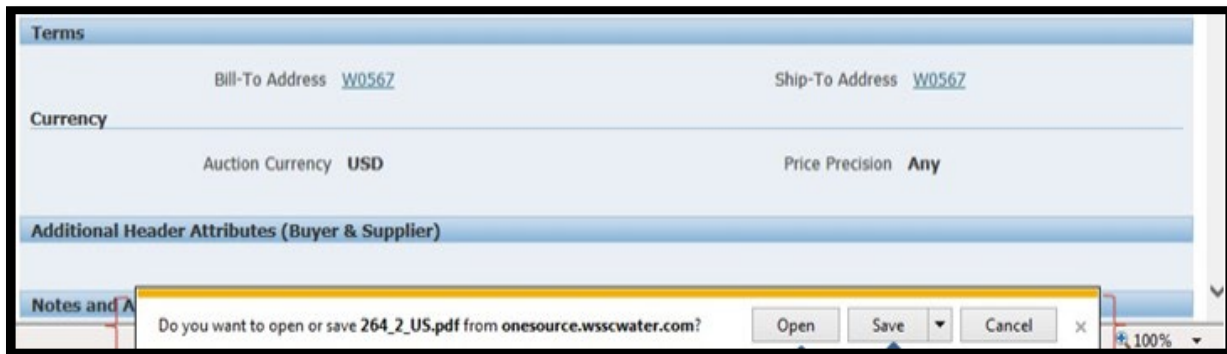 Terms
Bill-To Address W0567 Ship-To Address W0567
Currency
Auction Currency USD Price Precision Any
Additional Header Attributes (Buyer & Supplier)
Notes and A
Do you want to open or save 264_2_US.pdf from onesource.wsscwater.com? Open Save Cancel
100%